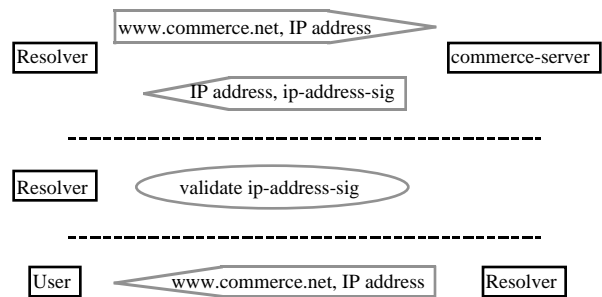 www.commerce.net, IP address
Resolver
commerce-server
IP address, ip-address-sig
Resolver
validate ip-address-sig
User
www.commerce.net, IP address
Resolver